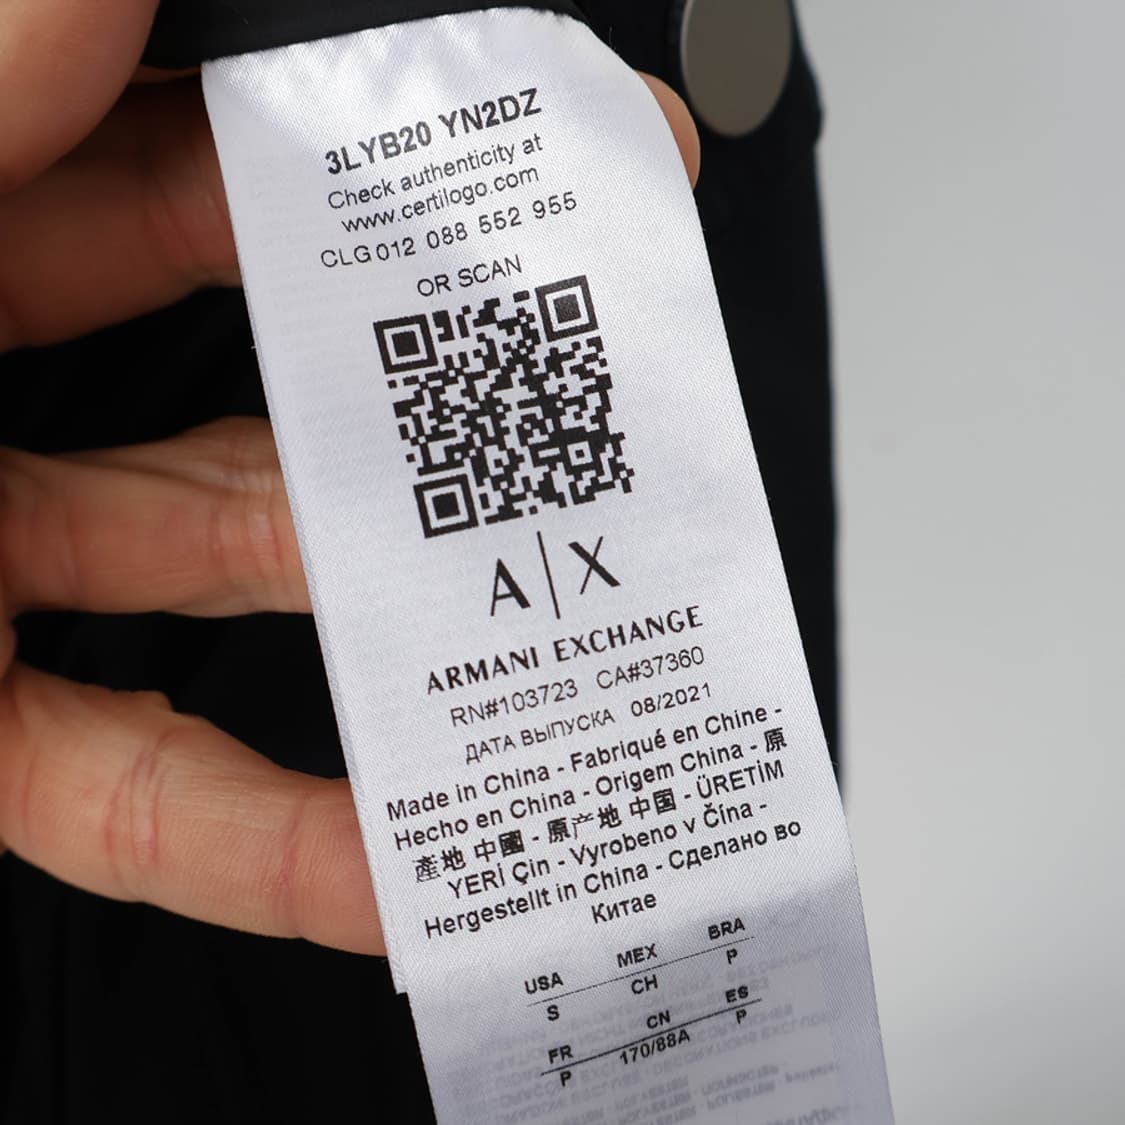 3LYB20 YN2DZ
Check authenticity at
www.certilogo.com
CLG 012 088 552 955
OR SCAN
A|X
ARMANI EXCHANGE
RN#103723 CA#37360
ДАТА ВЫПУСКА 08/2021
Made in China - Fabriqué en Chine -
Hecho en China - Origem China - 原
產地 中國 - 原产地 中国 - ÜRETİM
YERİ Çin - Vyrobeno v Čína -
Hergestellt in China - Сделано во
Китае
USA MEX BRA
S CH P
FR CN ES
P 170/88A P